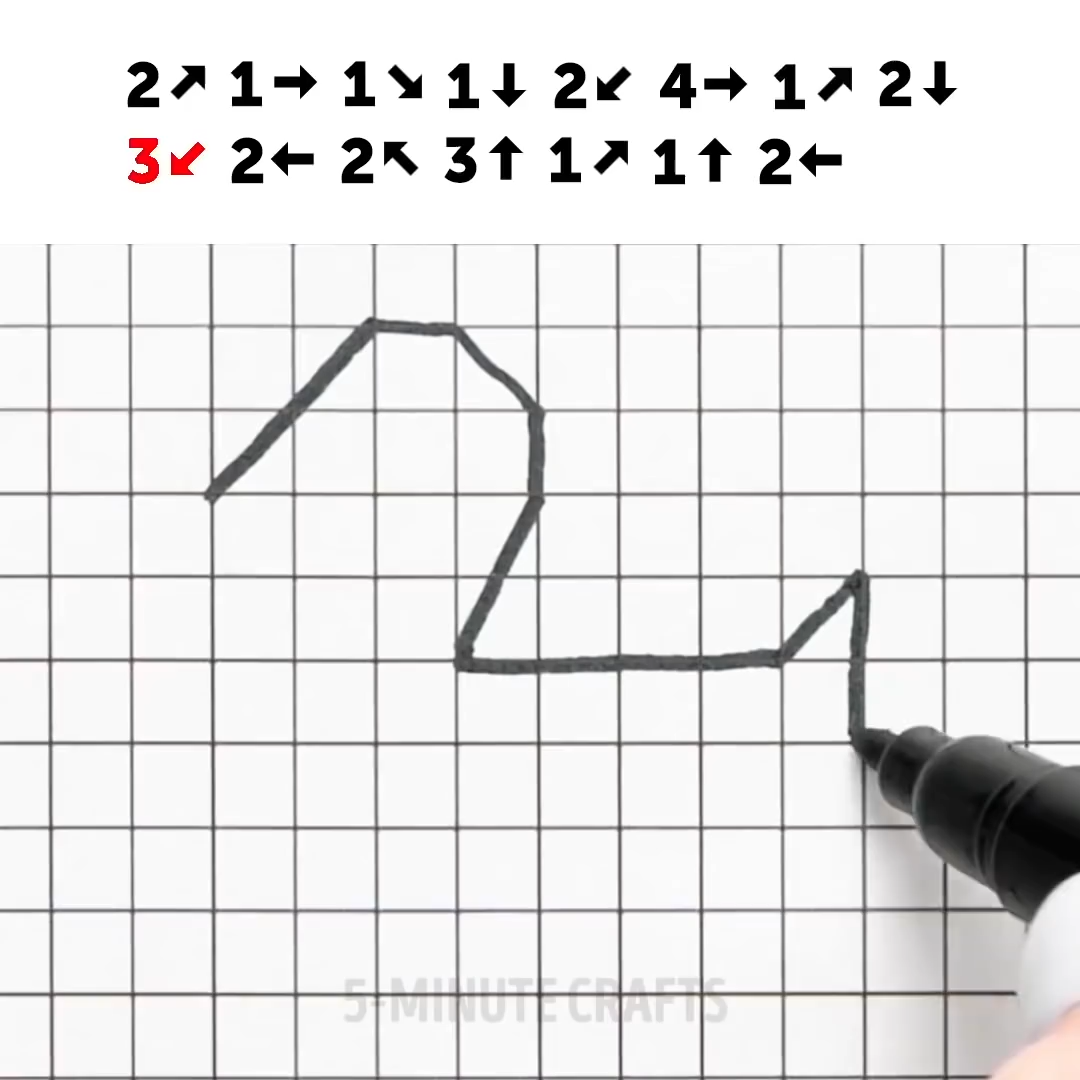 2↗ 1→ 1↘ 1↓ 2↙ 4→ 1↗ 2↓
3↙ 2← 2↖ 3↑ 1↗ 1↑ 2←
5-MINUTE CRAFTS